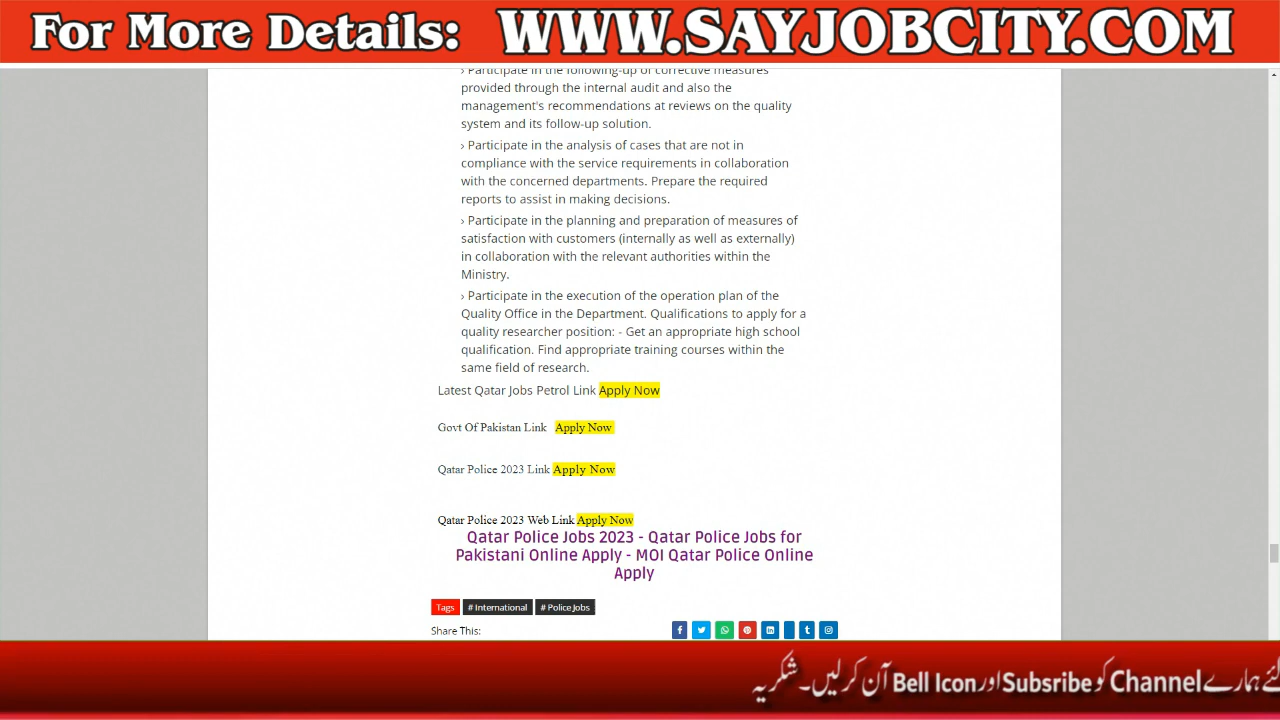 For More Details: WWW.SAYJOBCITY.COM
› Participate in the following-up of corrective measures
provided through the internal audit and also the
management's recommendations at reviews on the quality
system and its follow-up solution.
› Participate in the analysis of cases that are not in
compliance with the service requirements in collaboration
with the concerned departments. Prepare the required
reports to assist in making decisions.
› Participate in the planning and preparation of measures of
satisfaction with customers (internally as well as externally)
in collaboration with the relevant authorities within the
Ministry.
› Participate in the execution of the operation plan of the
Quality Office in the Department. Qualifications to apply for a
quality researcher position: - Get an appropriate high school
qualification. Find appropriate training courses within the
same field of research.
Latest Qatar Jobs Petrol Link Apply Now
Govt Of Pakistan Link Apply Now
Qatar Police 2023 Link Apply Now
Qatar Police 2023 Web Link Apply Now
Qatar Police Jobs 2023 - Qatar Police Jobs for
Pakistani Online Apply - MOI Qatar Police Online
Apply
Tags # International # Police Jobs
Share This:
ہمارے Channel کو Subsribe اور Bell Icon آن کرلیں۔ شکریہ